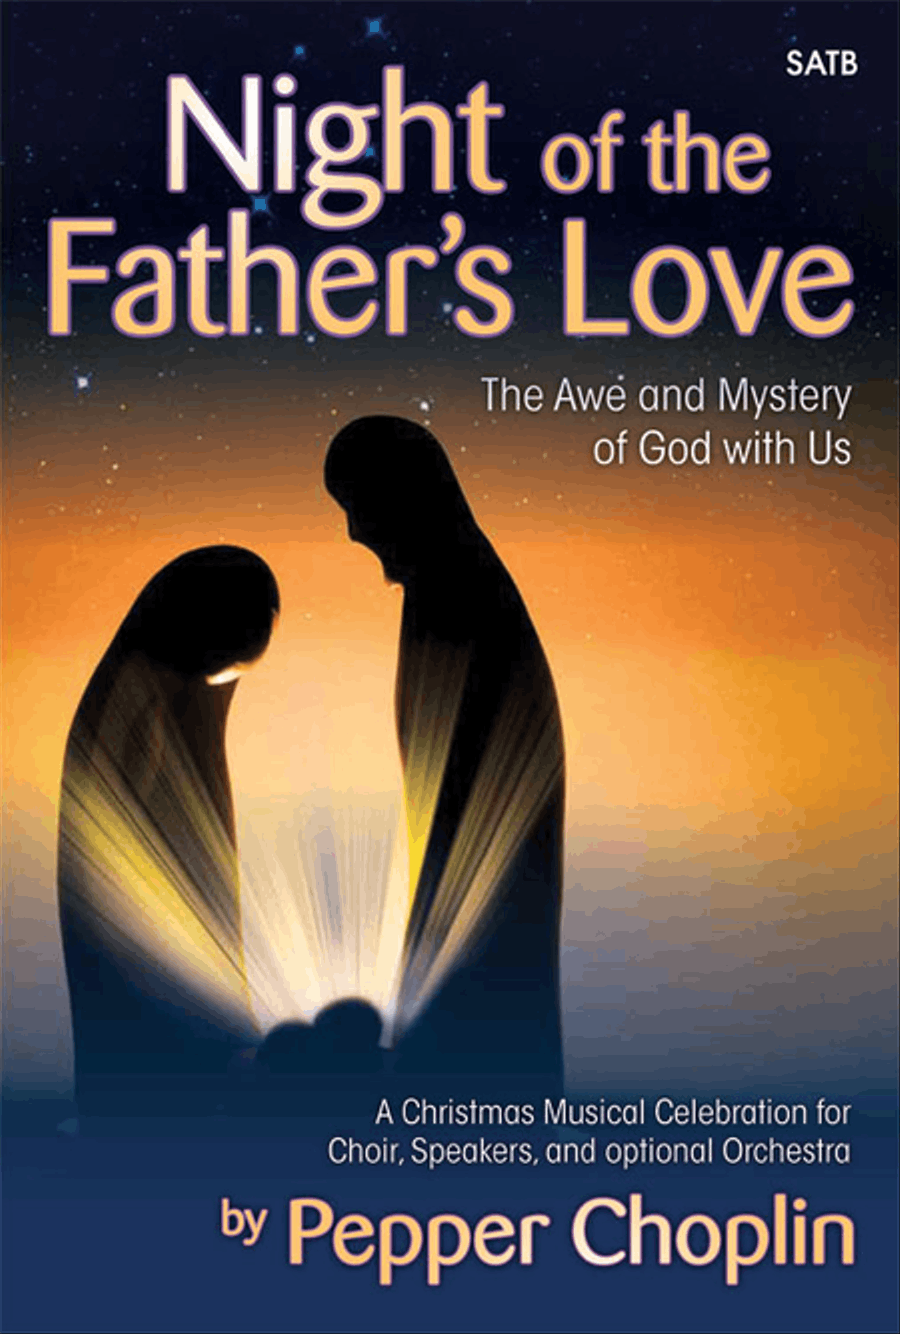 SATB
Night of the
Father's Love
The Awe and Mystery
of God with Us
A Christmas Musical Celebration for
Choir, Speakers, and optional Orchestra
by Pepper Choplin